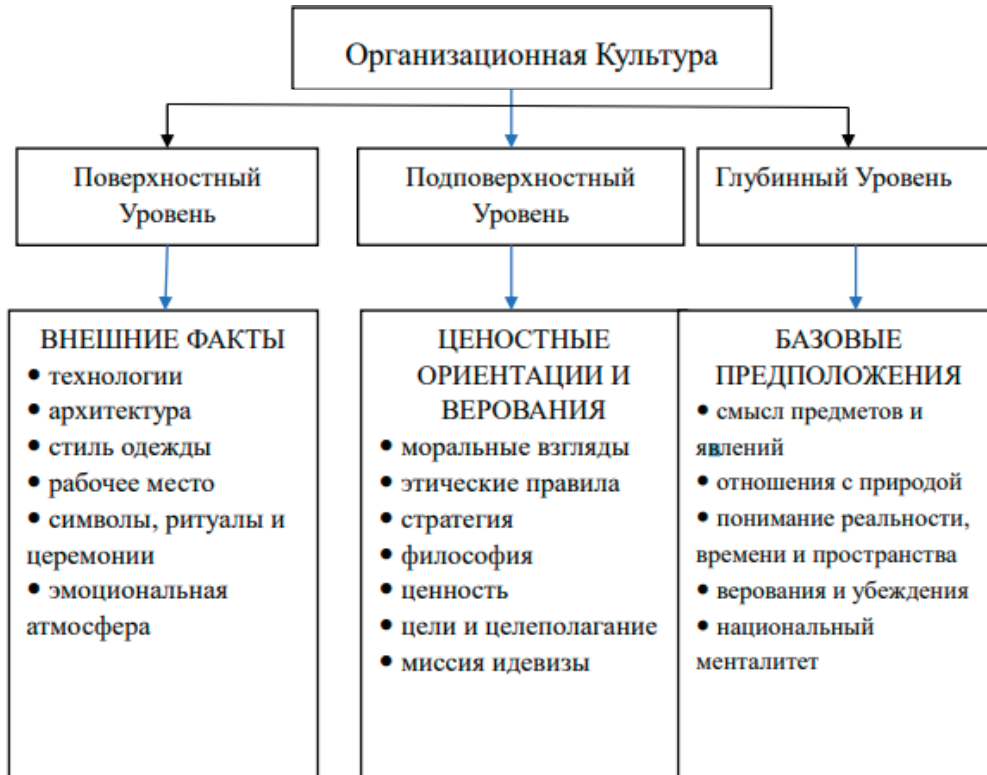 Организационная Культура
Поверхностный
Уровень
Подповерхностный
Уровень
Глубинный Уровень
ВНЕШНИЕ ФАКТЫ
• технологии
• архитектура
• стиль одежды
• рабочее место
• символы, ритуалы и
церемонии
• эмоциональная
атмосфера
ЦЕНОСТНЫЕ
ОРИЕНТАЦИИ И
ВЕРОВАНИЯ
• моральные взгляды
• этические правила
• стратегия
• философия
• ценность
• цели и целеполагание
• миссия идевизы
БАЗОВЫЕ
ПРЕДПОЛОЖЕНИЯ
• смысл предметов и
явлений
• отношения с природой
• понимание реальности,
времени и пространства
• верования и убеждения
• национальный
менталитет